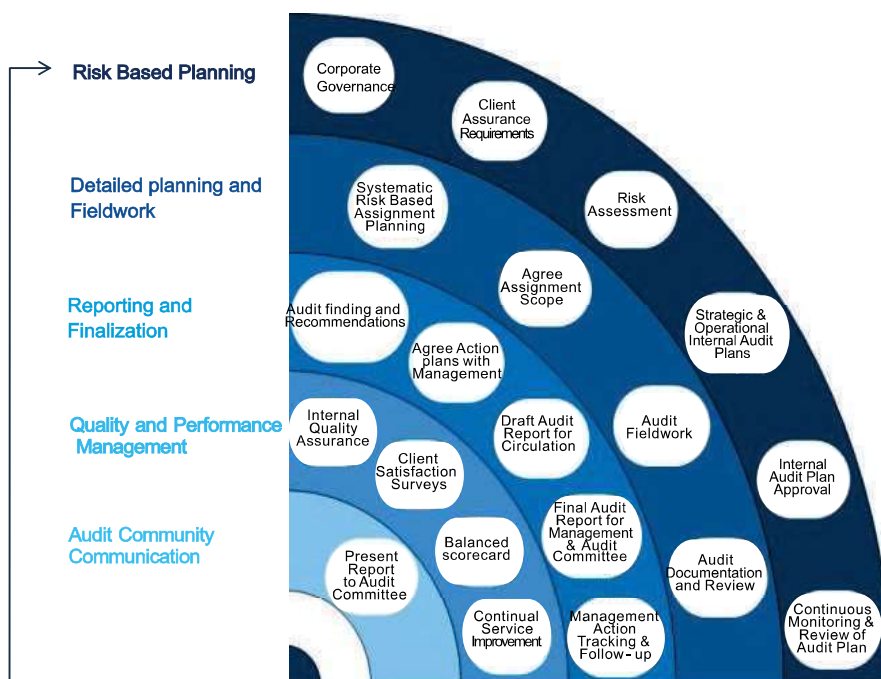 Risk Based Planning
Corporate
Governance
Client
Assurance
Requirements
Risk
Assessment
Strategic &
Operational
Internal Audit
Plans
Internal
Audit Plan
Approval
Continuous
Monitoring &
Review of
Audit Plan
Detailed planning and
Fieldwork
Systematic
Risk Based
Assignment
Planning
Agree
Assignment
Scope
Audit
Fieldwork
Audit
Documentation
and Review
Reporting and
Finalization
Audit finding and
Recommendations
Agree Action
plans with
Management
Draft Audit
Report for
Circulation
Final Audit
Report for
Management
& Audit
Committee
Management
Action
Tracking &
Follow-up
Quality and Performance
Management
Internal
Quality
Assurance
Client
Satisfaction
Surveys
Balanced
scorecard
Continual
Service
Improvement
Audit Community
Communication
Present
Report
to Audit
Committee